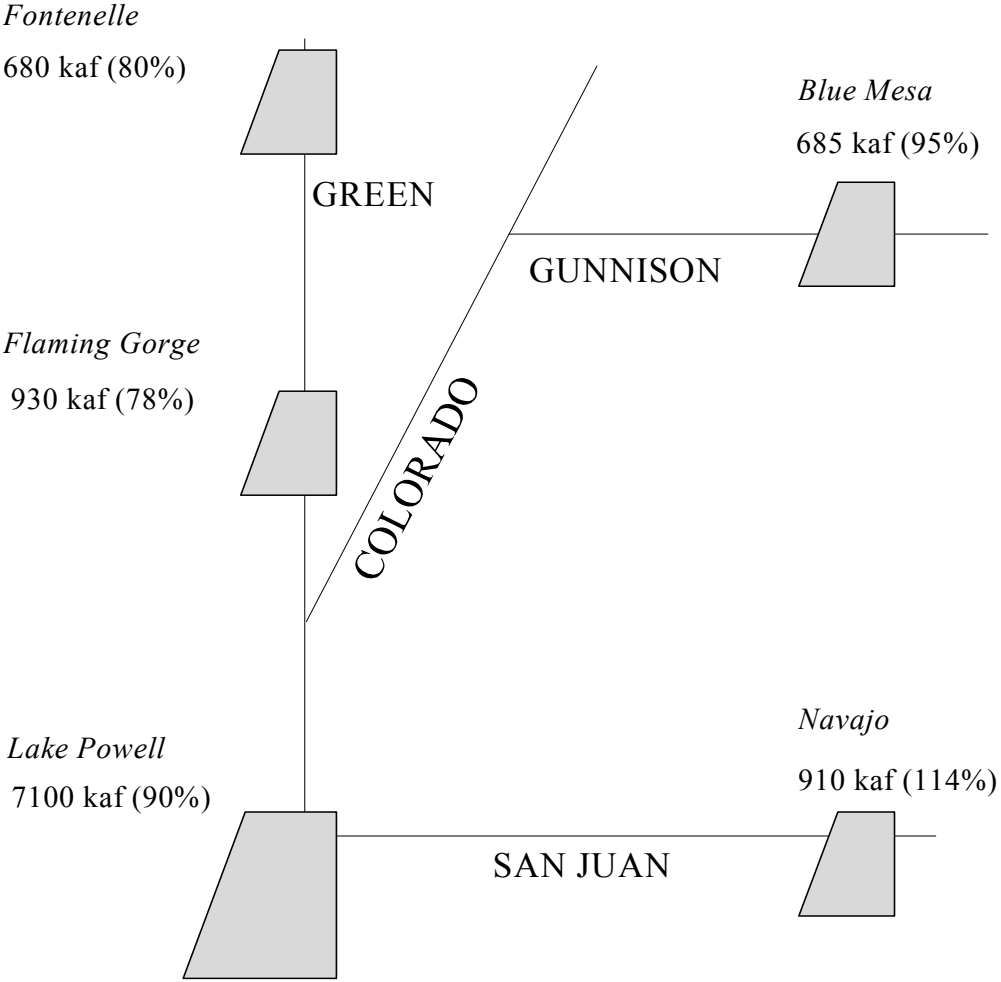 Fontenelle
680 kaf (80%)
Blue Mesa
685 kaf (95%)
GREEN
GUNNISON
Flaming Gorge
930 kaf (78%)
COLORADO
Navajo
910 kaf (114%)
Lake Powell
7100 kaf (90%)
SAN JUAN